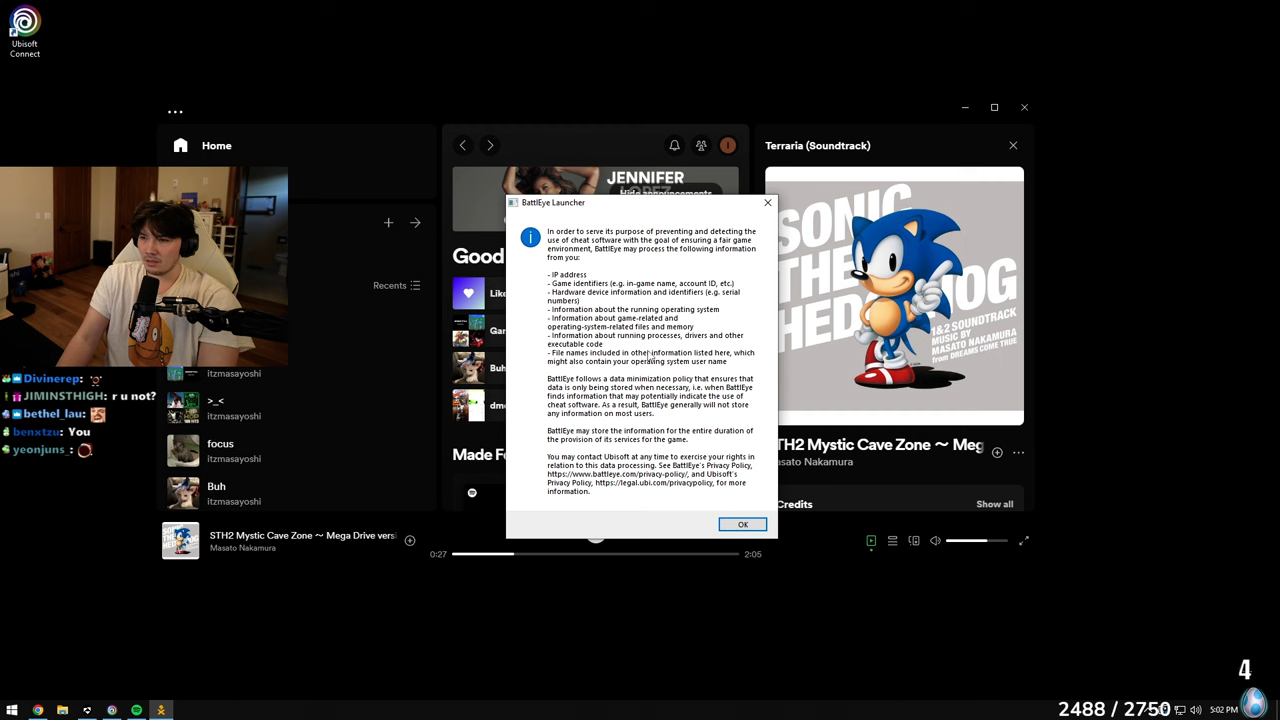 Ubisoft
Connect
Home
Terraria (Soundtrack)
JENNIFER
LOPEZ
Hide announcements
BattlEye Launcher
In order to serve its purpose of preventing and detecting the
use of cheat software with the goal of ensuring a fair game
environment, BattlEye may process the following information
from you:
- IP address
- Game identifiers (e.g. in-game name, account ID, etc.)
- Hardware device information and identifiers (e.g. serial
numbers)
- Information about the running operating system
- Information about game-related and
operating-system-related files and memory
- Information about running processes, drivers and other
executable code
- File names included in other information listed here, which
might also contain your operating system user name
BattlEye follows a data minimization policy that ensures that
data is only being stored when necessary, i.e. when BattlEye
finds information that may potentially indicate the use of
cheat software. As a result, BattlEye generally will not store
any information on most users.
BattlEye may store the information for the entire duration of
the provision of its services for the game.
You may contact Ubisoft at any time to exercise your rights in
relation to this data processing. See BattlEye's Privacy Policy,
https://www.battleye.com/privacy-policy/, and Ubisoft's
Privacy Policy, https://legal.ubi.com/privacypolicy, for more
information.
OK
Good
Like
Gar
Buh
dm
Made F
Recents
itzmasayoshi
>_<
itzmasayoshi
focus
itzmasayoshi
Buh
itzmasayoshi
Divinerep:
JIMINSTHIGH: r u not?
bethel_lau:
benxtzu: You
yeonjuns_:
SONIC
THE
HEDGEHOG
1&2 SOUNDTRACK
MUSIC BY
MASATO NAKAMURA
from DREAMS COME TRUE
STH2 Mystic Cave Zone ～ Meg
Masato Nakamura
Credits
Show all
STH2 Mystic Cave Zone ～ Mega Drive versi
Masato Nakamura
0:27
2:05
4
2488 / 2750
5:02 PM